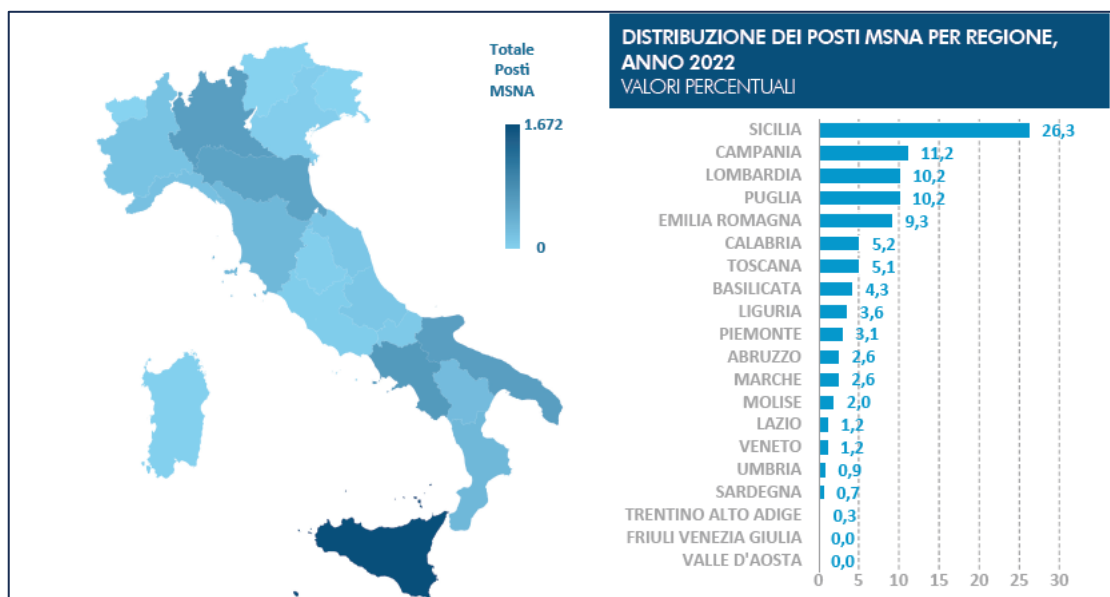 Totale
Posti
MSNA
1.672
0
DISTRIBUZIONE DEI POSTI MSNA PER REGIONE,
ANNO 2022
VALORI PERCENTUALI
SICILIA 26,3
CAMPANIA 11,2
LOMBARDIA 10,2
PUGLIA 10,2
EMILIA ROMAGNA 9,3
CALABRIA 5,2
TOSCANA 5,1
BASILICATA 4,3
LIGURIA 3,6
PIEMONTE 3,1
ABRUZZO 2,6
MARCHE 2,6
MOLISE 2,0
LAZIO 1,2
VENETO 1,2
UMBRIA 0,9
SARDEGNA 0,7
TRENTINO ALTO ADIGE 0,3
FRIULI VENEZIA GIULIA 0,0
VALLE D'AOSTA 0,0
0 5 10 15 20 25 30